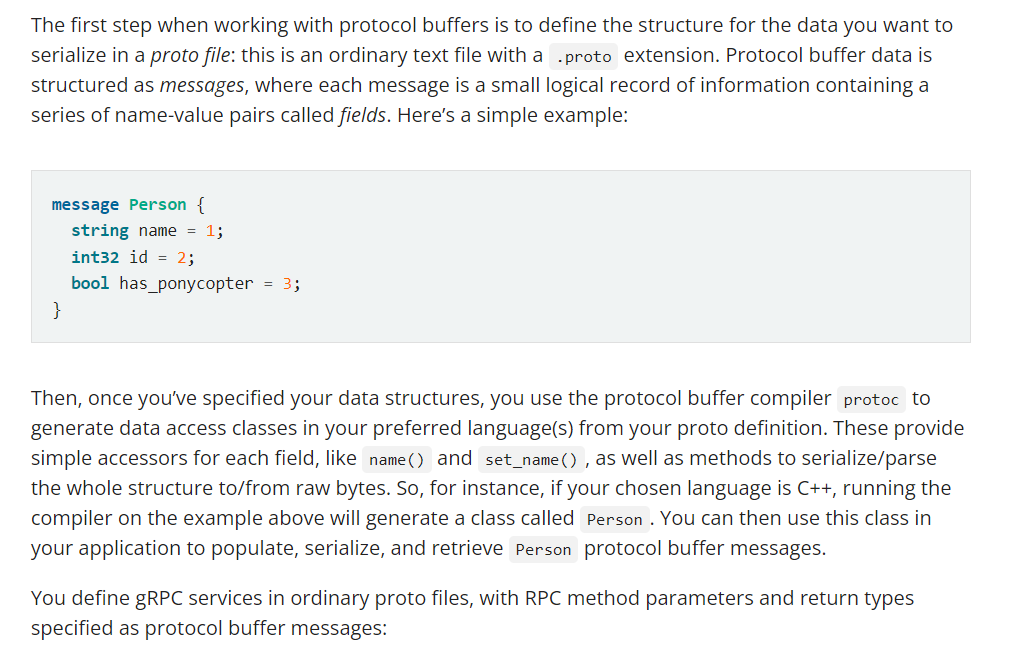 The first step when working with protocol buffers is to define the structure for the data you want to
serialize in a proto file: this is an ordinary text file with a .proto extension. Protocol buffer data is
structured as messages, where each message is a small logical record of information containing a
series of name-value pairs called fields. Here’s a simple example:
message Person {
  string name = 1;
  int32 id = 2;
  bool has_ponycopter = 3;
}
Then, once you’ve specified your data structures, you use the protocol buffer compiler protoc to
generate data access classes in your preferred language(s) from your proto definition. These provide
simple accessors for each field, like name() and set_name() , as well as methods to serialize/parse
the whole structure to/from raw bytes. So, for instance, if your chosen language is C++, running the
compiler on the example above will generate a class called Person . You can then use this class in
your application to populate, serialize, and retrieve Person protocol buffer messages.
You define gRPC services in ordinary proto files, with RPC method parameters and return types
specified as protocol buffer messages: